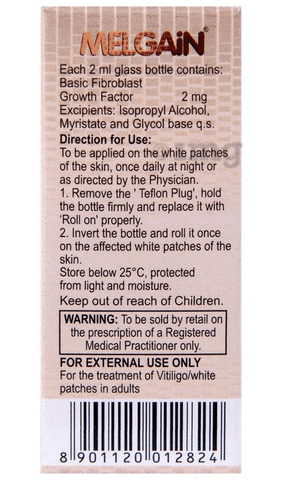 MELGAiN®
Each 2 ml glass bottle contains:
Basic Fibroblast
Growth Factor 2 mg
Excipients: Isopropyl Alcohol,
Myristate and Glycol base q.s.
Direction for Use:
To be applied on the white patches
of the skin, once daily at night or
as directed by the Physician.
1. Remove the ' Teflon Plug', hold
the bottle firmly and replace it with
'Roll on' properly.
2. Invert the bottle and roll it once
on the affected white patches of the
skin.
Store below 25°C, protected
from light and moisture.
Keep out of reach of Children.
WARNING: To be sold by retail on
the prescription of a Registered
Medical Practitioner only.
FOR EXTERNAL USE ONLY
For the treatment of Vitiligo/white
patches in adults
8 901120 012824